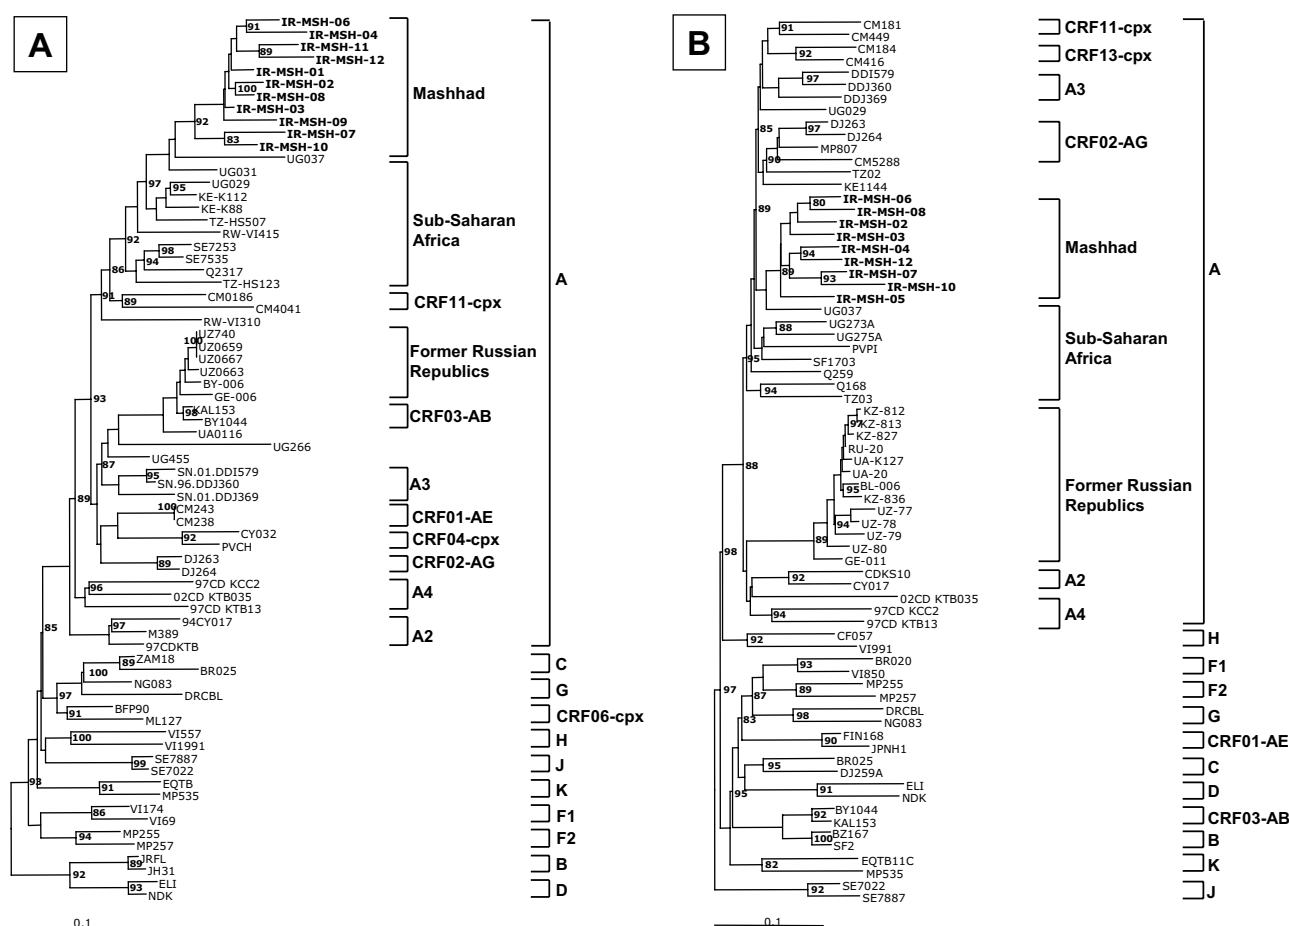 A
91
IR-MSH-06
IR-MSH-04
IR-MSH-11
89
IR-MSH-12
IR-MSH-01
IR-MSH-02
100
IR-MSH-08
IR-MSH-03
92
IR-MSH-09
IR-MSH-07
83
IR-MSH-10
UG037
Mashhad
UG031
97
UG029
95
KE-K112
KE-K88
TZ-HS507
RW-VI415
92
SE7253
98
SE7535
94
Q2317
86
TZ-HS123
Sub-Saharan
Africa
91
CM0186
89
CM4041
CRF11-cpx
RW-VI310
UZ740
100
UZ0659
UZ0667
UZ0663
BY-006
GE-006
Former Russian
Republics
93
KAL153
98
BY1044
CRF03-AB
UA0116
UG266
UG455
87
SN.01.DDI579
95
SN.96.DDJ360
SN.01.DDJ369
A3
89
100
CM243
CM238
CRF01-AE
CY032
92
PVCH
CRF04-cpx
DJ263
89
DJ264
CRF02-AG
97CD KCC2
96
02CD KTB035
97CD KTB13
A4
94CY017
97
M389
97CDKTB
A2
A
85
ZAM18
89
BR025
100
C
NG083
97
DRCBL
G
BFP90
91
ML127
CRF06-cpx
VI557
100
VI1991
H
SE7887
99
SE7022
J
93
EQTB
91
MP535
K
VI174
86
VI69
F1
MP255
94
MP257
F2
JRFL
89
JH31
B
92
ELI
93
NDK
D
0.1
B
91
CM181
CM449
CRF11-cpx
CM184
92
CM416
CRF13-cpx
DDI579
97
DDJ360
DDJ369
A3
UG029
85
DJ263
97
DJ264
MP807
90
CM5288
CRF02-AG
TZ02
KE1144
89
IR-MSH-06
80
IR-MSH-08
IR-MSH-02
IR-MSH-03
IR-MSH-04
94
IR-MSH-12
89
IR-MSH-07
93
IR-MSH-10
IR-MSH-05
Mashhad
UG037
UG273A
88
UG275A
PVPI
95
SF1703
Q259
Q168
94
TZ03
Sub-Saharan
Africa
KZ-812
97
KZ-813
KZ-827
RU-20
UA-K127
UA-20
95
BL-006
KZ-836
UZ-77
94
UZ-78
UZ-79
89
UZ-80
GE-011
Former Russian
Republics
88
98
CDKS10
92
CY017
A2
02CD KTB035
97CD KCC2
94
97CD KTB13
A4
A
CF057
92
VI991
H
97
BR020
93
VI850
F1
87
MP255
89
MP257
F2
83
DRCBL
98
NG083
G
FIN168
90
JPNH1
CRF01-AE
BR025
95
DJ259A
C
95
ELI
91
NDK
D
BY1044
92
KAL153
CRF03-AB
BZ167
100
SF2
B
EQTB11C
82
MP535
K
SE7022
92
SE7887
J
0.1